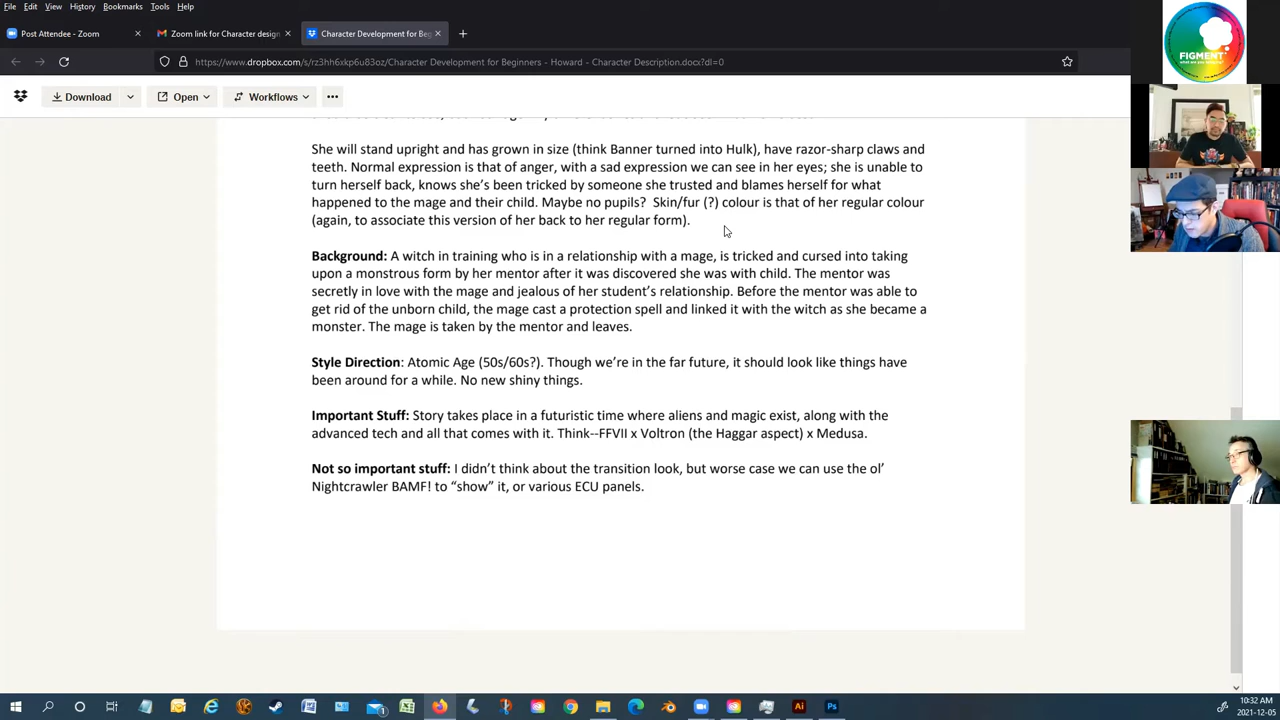 File Edit View History Bookmarks Tools Help
Post Attendee - Zoom
Zoom link for Character design
Character Development for Beg
https://www.dropbox.com/s/rz3hh6xkp6u83oz/Character Development for Beginners - Howard - Character Description.docx?dl=0
Download
Open
Workflows
She will stand upright and has grown in size (think Banner turned into Hulk), have razor-sharp claws and
teeth. Normal expression is that of anger, with a sad expression we can see in her eyes; she is unable to
turn herself back, knows she's been tricked by someone she trusted and blames herself for what
happened to the mage and their child. Maybe no pupils? Skin/fur (?) colour is that of her regular colour
(again, to associate this version of her back to her regular form).
Background: A witch in training who is in a relationship with a mage, is tricked and cursed into taking
upon a monstrous form by her mentor after it was discovered she was with child. The mentor was
secretly in love with the mage and jealous of her student's relationship. Before the mentor was able to
get rid of the unborn child, the mage cast a protection spell and linked it with the witch as she became a
monster. The mage is taken by the mentor and leaves.
Style Direction: Atomic Age (50s/60s?). Though we're in the far future, it should look like things have
been around for a while. No new shiny things.
Important Stuff: Story takes place in a futuristic time where aliens and magic exist, along with the
advanced tech and all that comes with it. Think--FFVII x Voltron (the Haggar aspect) x Medusa.
Not so important stuff: I didn't think about the transition look, but worse case we can use the ol'
Nightcrawler BAMF! to "show" it, or various ECU panels.
FIGMENT
10:32 AM
2021-12-05